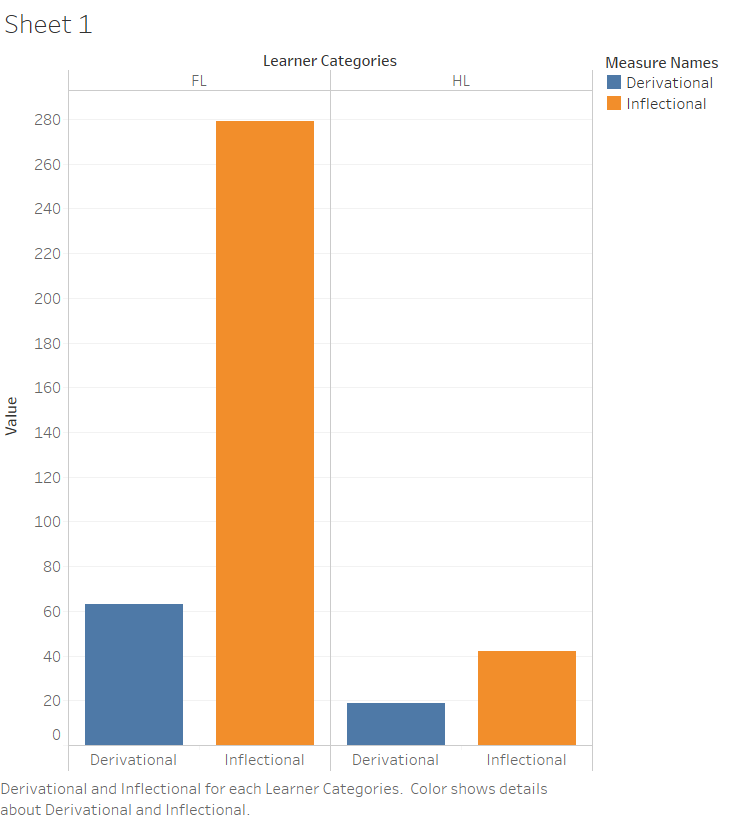 Sheet 1
Learner Categories
FL HL
Measure Names
Derivational
Inflectional
280
260
240
220
200
180
160
140
120
100
80
60
40
20
0
Value
Derivational Inflectional Derivational Inflectional
Derivational and Inflectional for each Learner Categories. Color shows details
about Derivational and Inflectional.